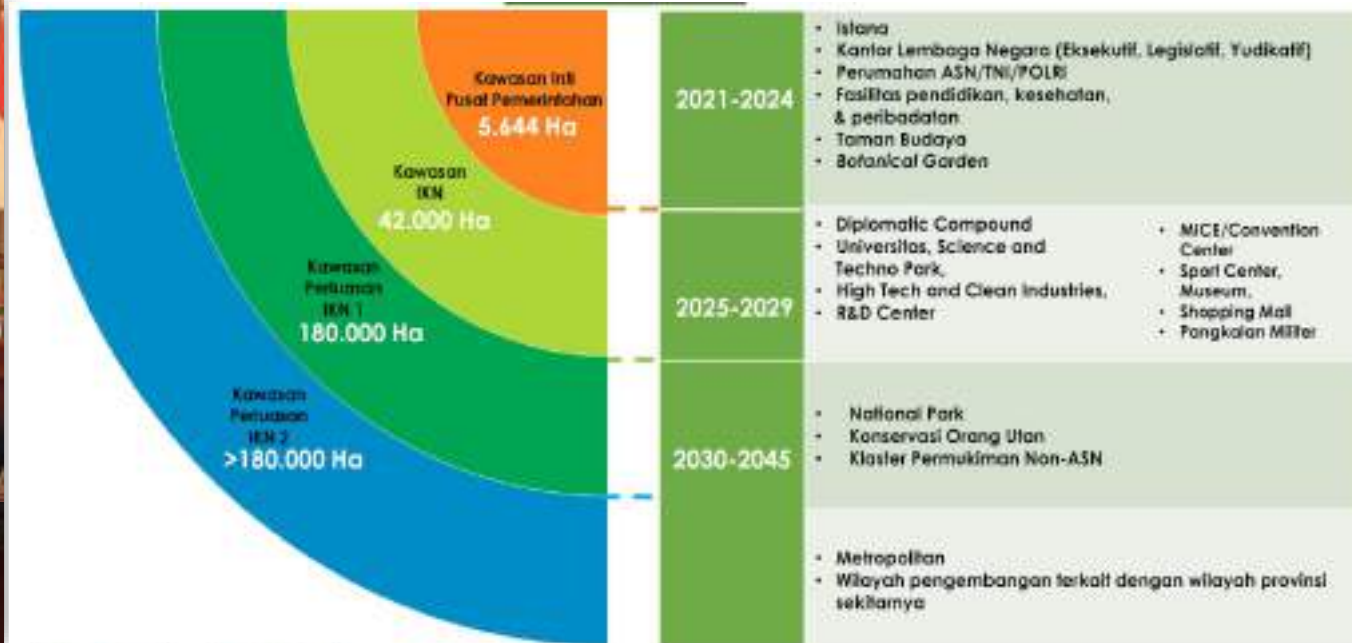 Kawasan Inti
Pusat Pemerintahan
5.644 Ha
Kawasan
IKN
42.000 Ha
Kawasan
Perluasan
IKN 1
180.000 Ha
Kawasan
Perluasan
IKN 2
>180.000 Ha
2021-2024
• Istana
• Kantor Lembaga Negara (Eksekutif, Legislatif, Yudikatif)
• Perumahan ASN/TNI/POLRI
• Fasilitas pendidikan, kesehatan,
& peribadatan
• Taman Budaya
• Botanical Garden
2025-2029
• Diplomatic Compound
• Universitas, Science and
Techno Park,
• High Tech and Clean Industries,
• R&D Center
• MICE/Convention
Center
• Sport Center,
Museum,
• Shopping Mall
• Pangkalan Militer
2030-2045
• National Park
• Konservasi Orang Utan
• Klaster Permukiman Non-ASN
• Metropolitan
• Wilayah pengembangan terkait dengan wilayah provinsi
sekitarnya